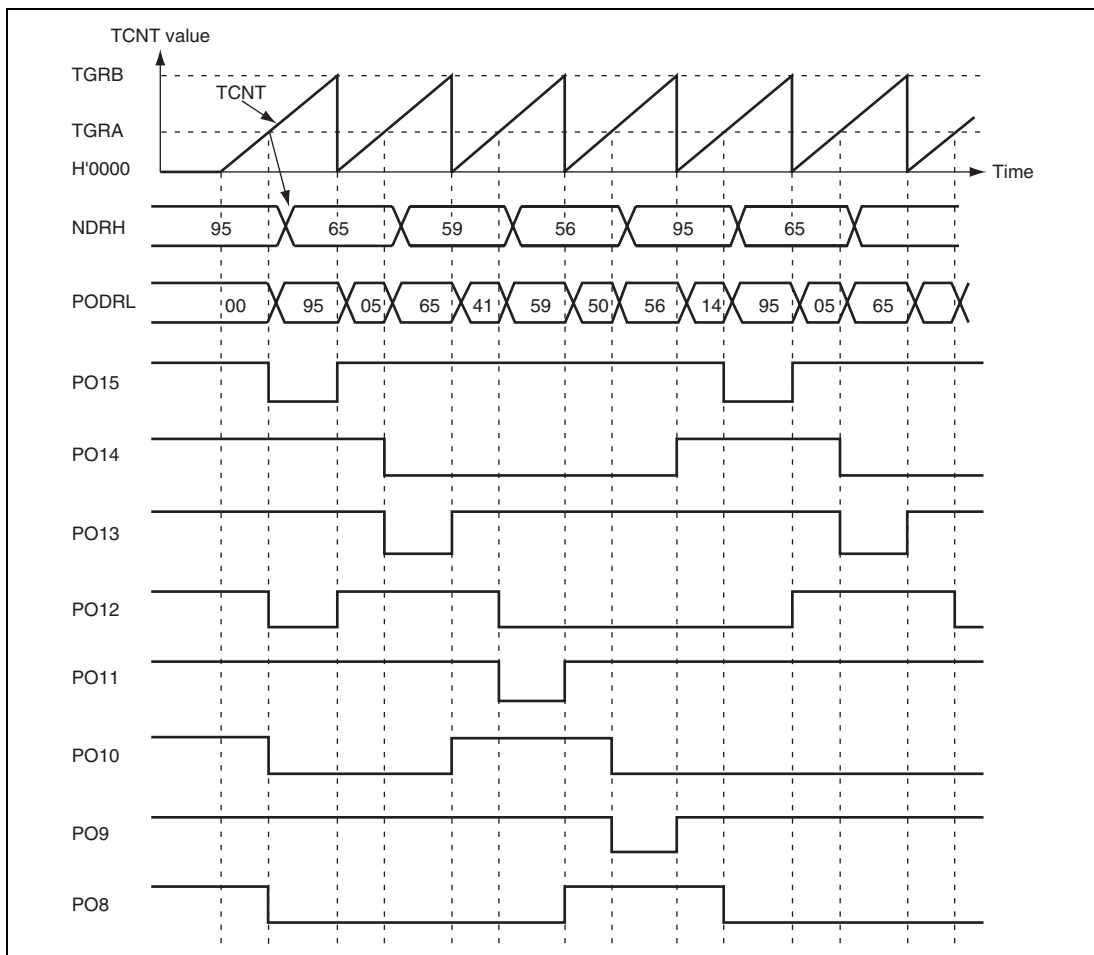 TCNT value
TGRB
TCNT
TGRA
H'0000
Time
NDRH 95 65 59 56 95 65
PODRL 00 95 05 65 41 59 50 56 14 95 05 65
PO15
PO14
PO13
PO12
PO11
PO10
PO9
PO8